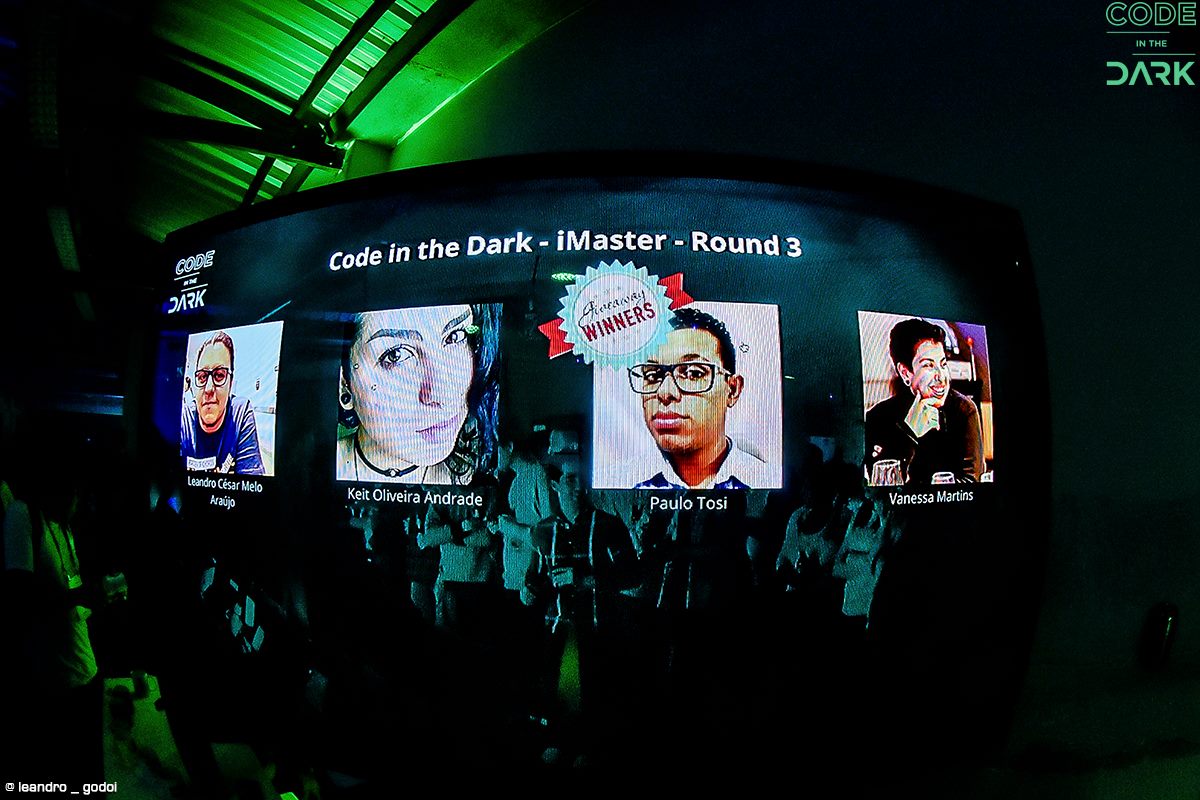 CODE
IN THE
DARK
Code in the Dark - iMaster - Round 3
CODE
IN THE
DARK
Giveaway
WINNERS
Leandro César Melo
Araújo
Keit Oliveira Andrade
Paulo Tosi
Vanessa Martins
@ leandro _ godoi